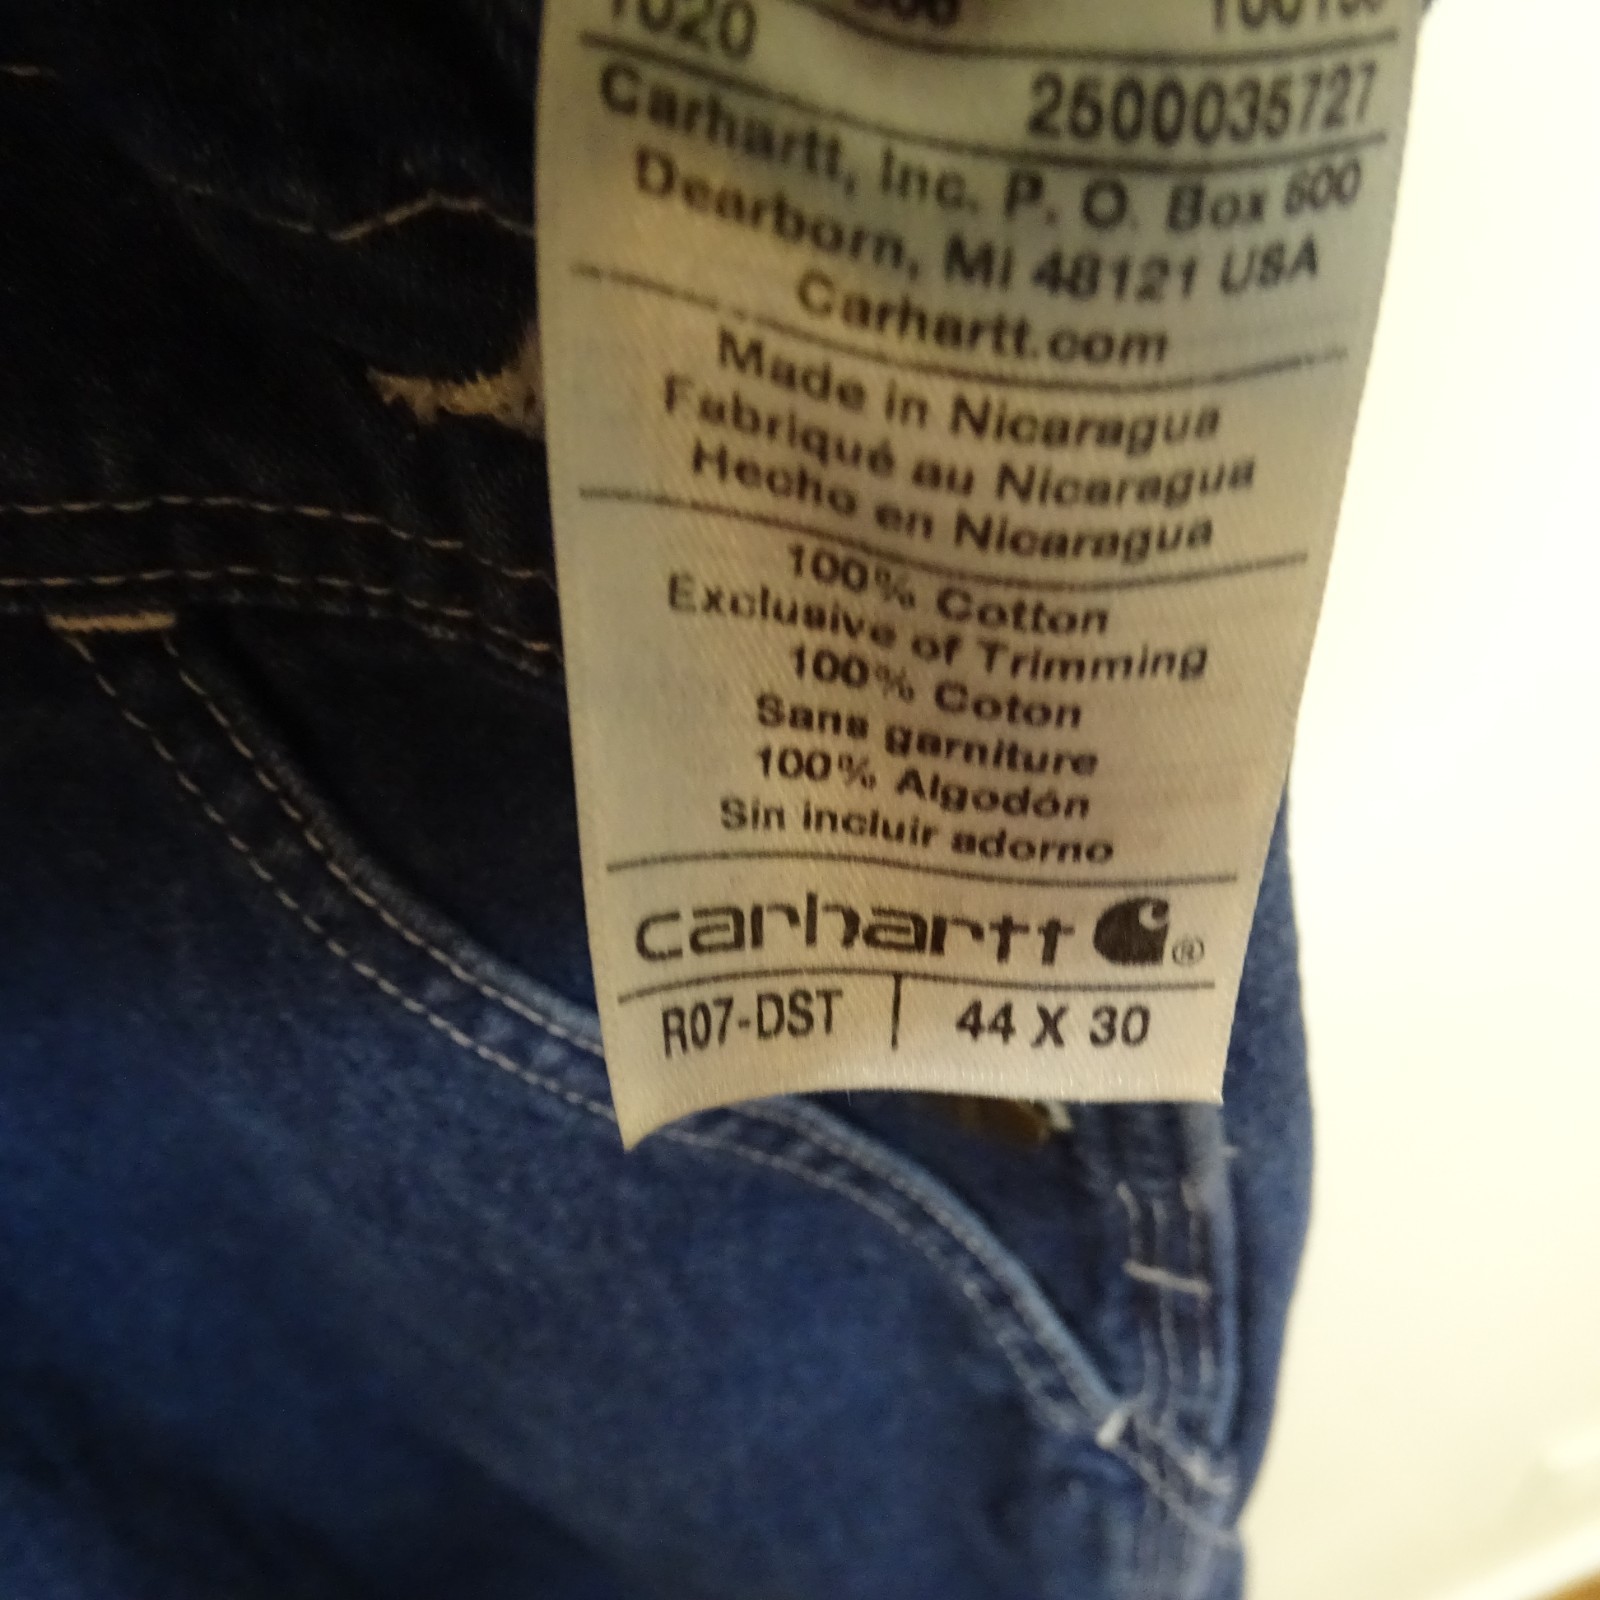 1020
2500035727
Carhartt, Inc. P. O. Box 600
Dearborn, MI 48121 USA
Carhartt.com
Made in Nicaragua
Fabriqué au Nicaragua
Hecho en Nicaragua
100% Cotton
Exclusive of Trimming
100% Coton
Sans garniture
100% Algodón
Sin incluir adorno
carhartt ®
R07-DST | 44 X 30